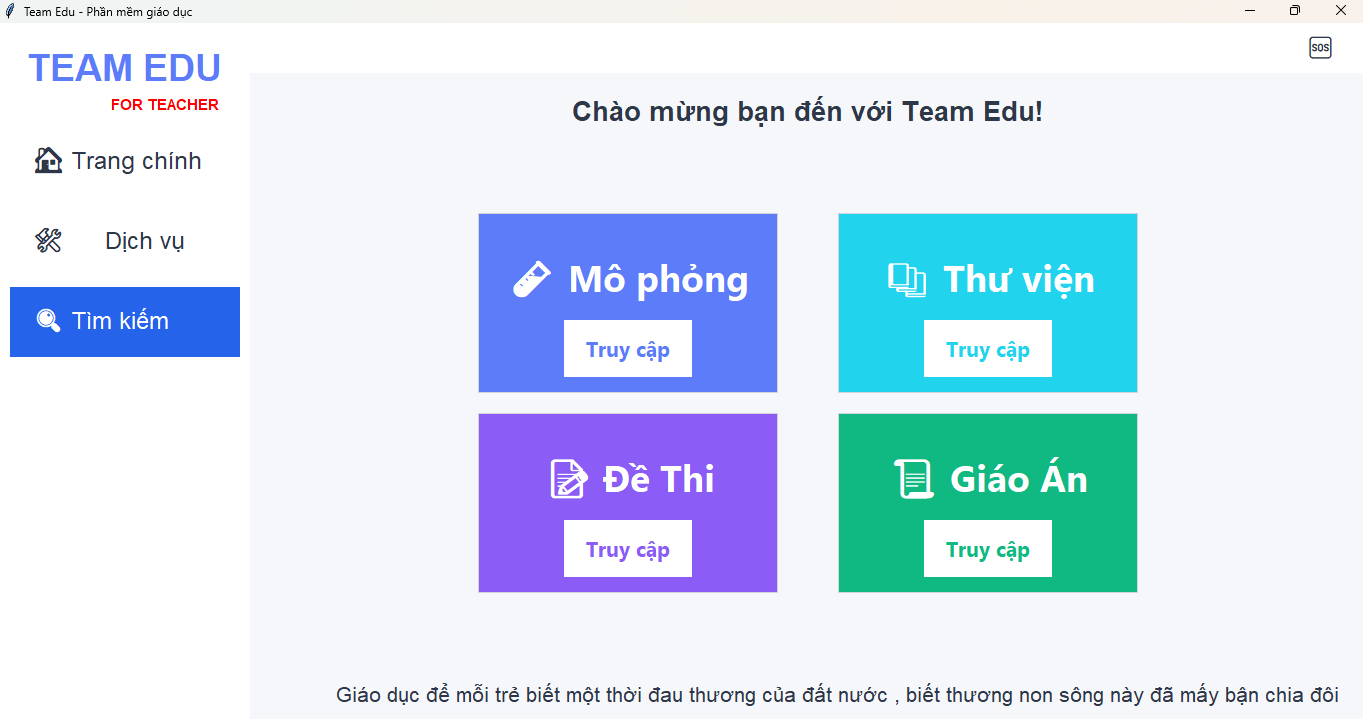 Team Edu - Phần mềm giáo dục
SOS
TEAM EDU
FOR TEACHER
Trang chính
Dịch vụ
Tìm kiếm
Chào mừng bạn đến với Team Edu!
Mô phỏng
Truy cập
Thư viện
Truy cập
Đề Thi
Truy cập
Giáo Án
Truy cập
Giáo dục để mỗi trẻ biết một thời đau thương của đất nước , biết thương non sông này đã mấy bận chia đôi